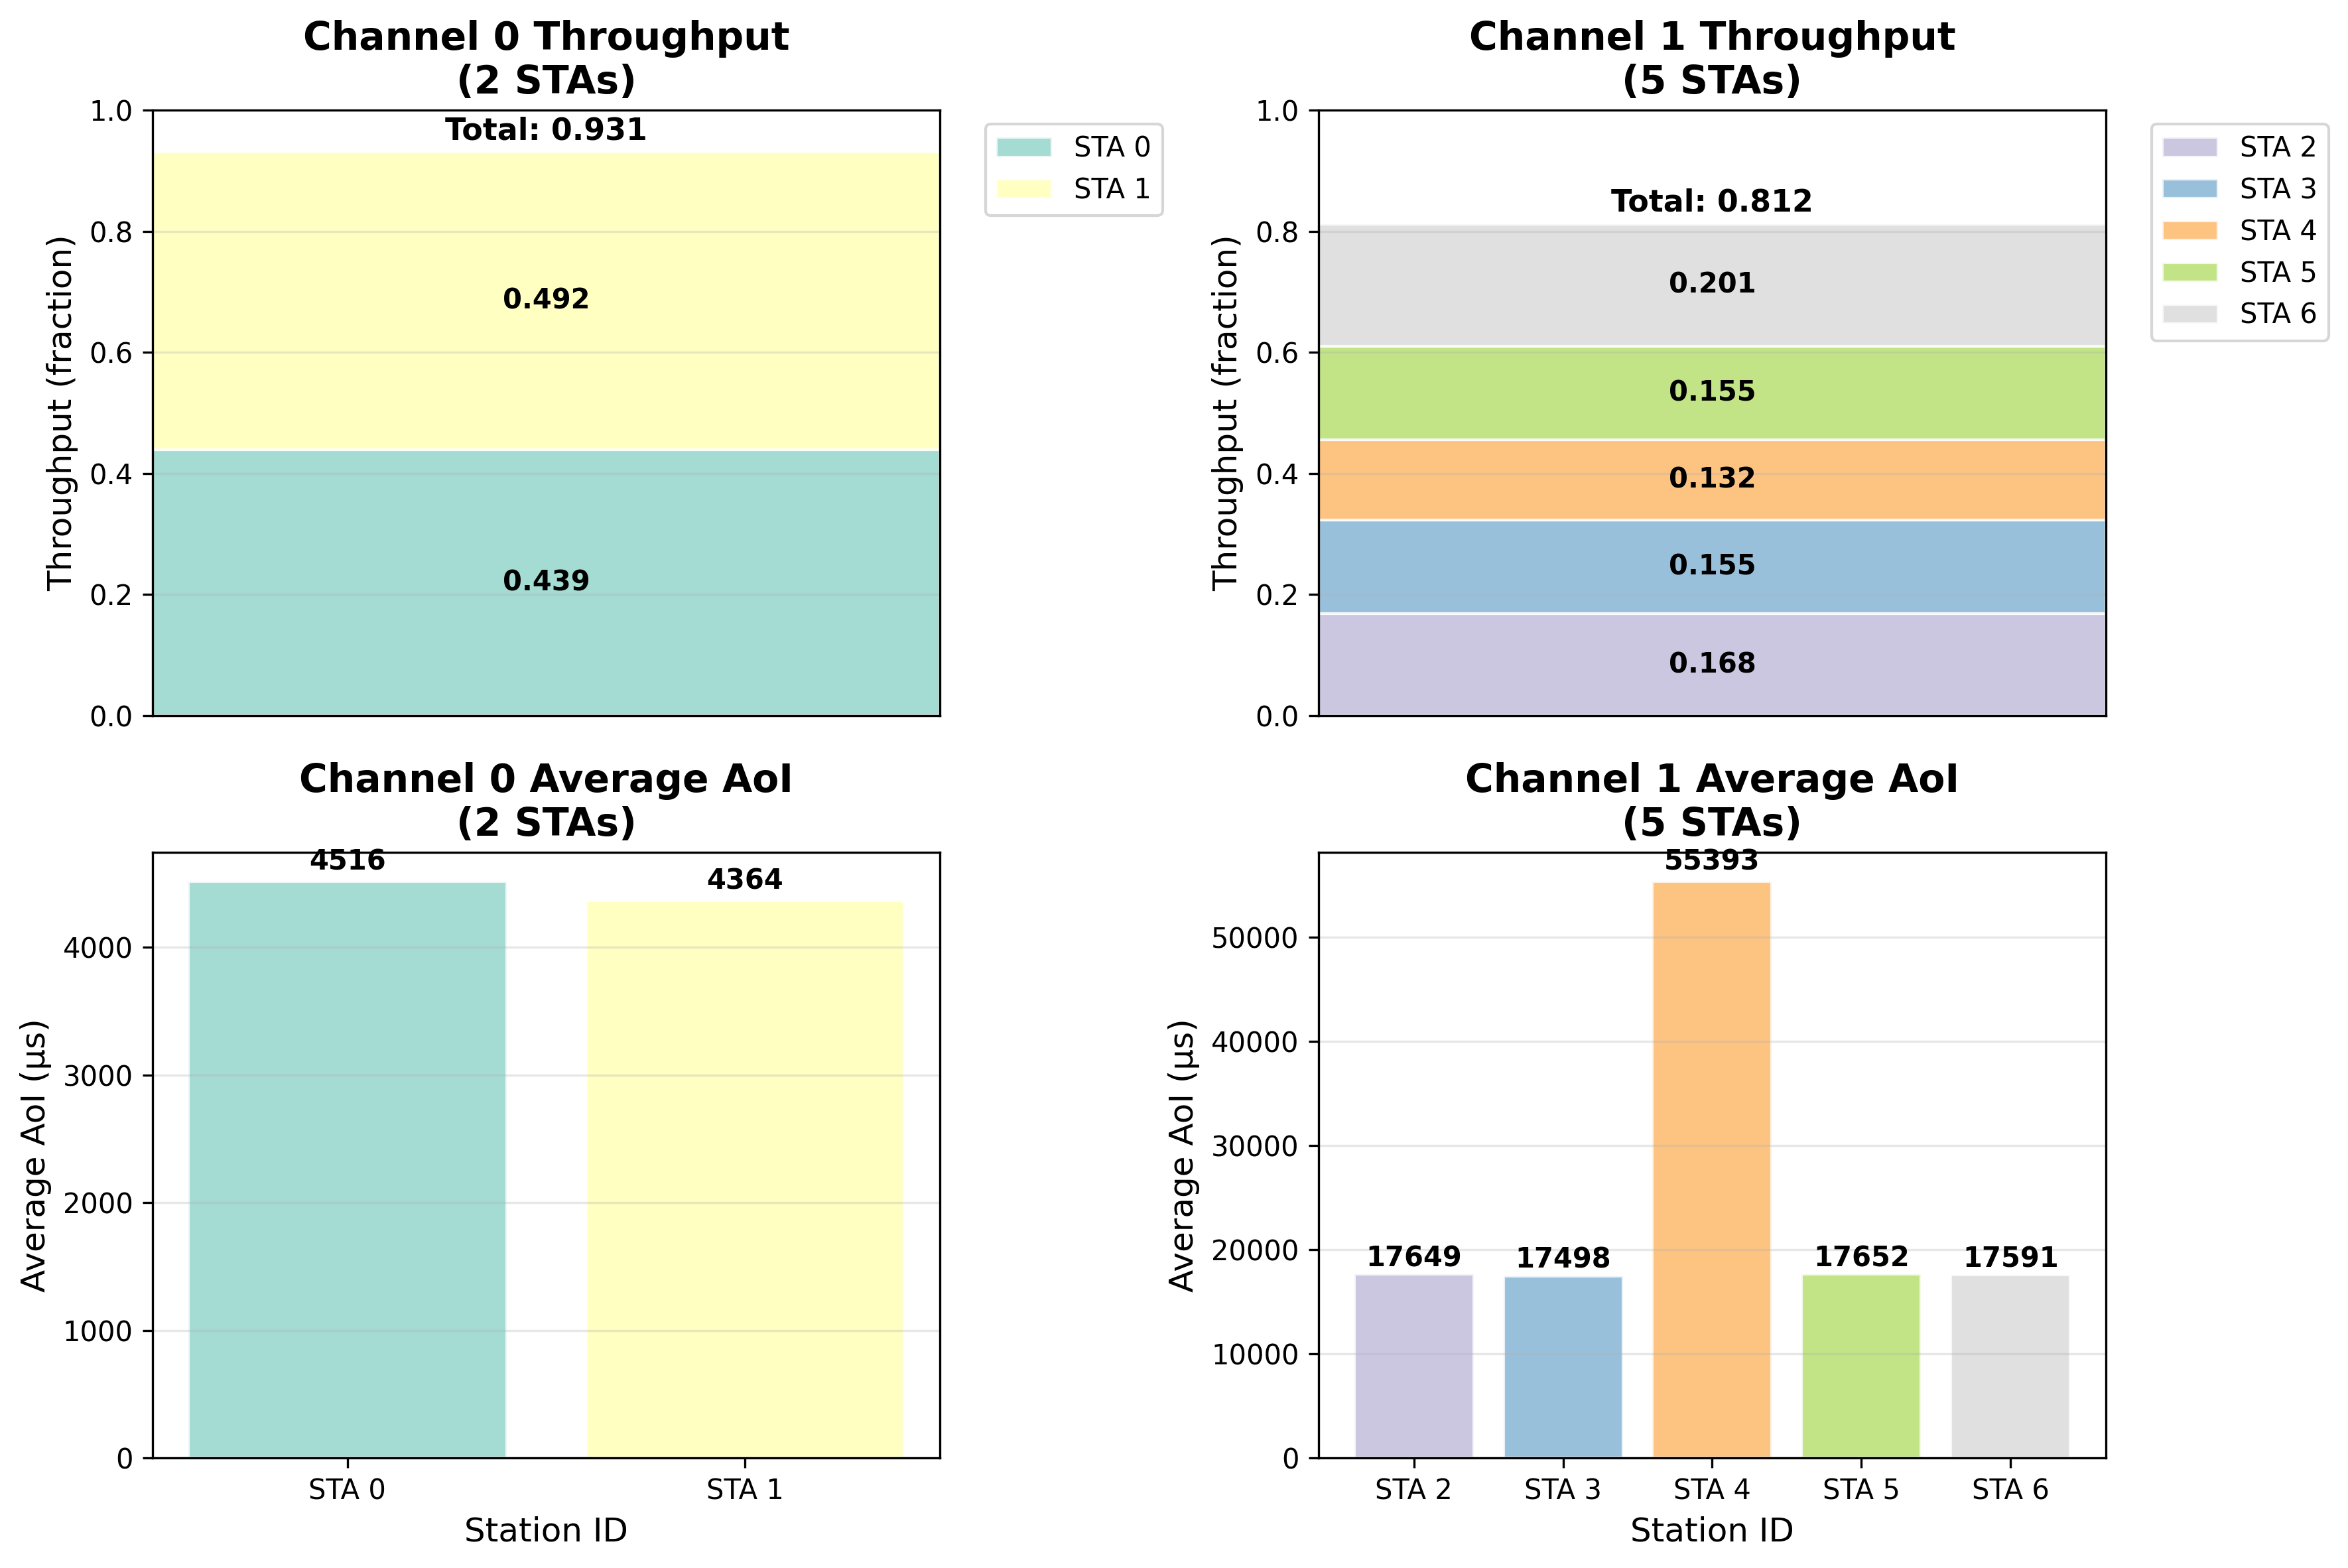 Channel 0 Throughput
(2 STAs)
Throughput (fraction)
1.0
0.8
0.6
0.4
0.2
0.0
Total: 0.931
0.492
0.439
STA 0
STA 1
Channel 1 Throughput
(5 STAs)
Throughput (fraction)
1.0
0.8
0.6
0.4
0.2
0.0
Total: 0.812
0.201
0.155
0.132
0.155
0.168
STA 2
STA 3
STA 4
STA 5
STA 6
Channel 0 Average AoI
(2 STAs)
Average AoI (μs)
4000
3000
2000
1000
0
4516
4364
STA 0
STA 1
Station ID
Channel 1 Average AoI
(5 STAs)
Average AoI (μs)
50000
40000
30000
20000
10000
0
17649
17498
55393
17652
17591
STA 2
STA 3
STA 4
STA 5
STA 6
Station ID